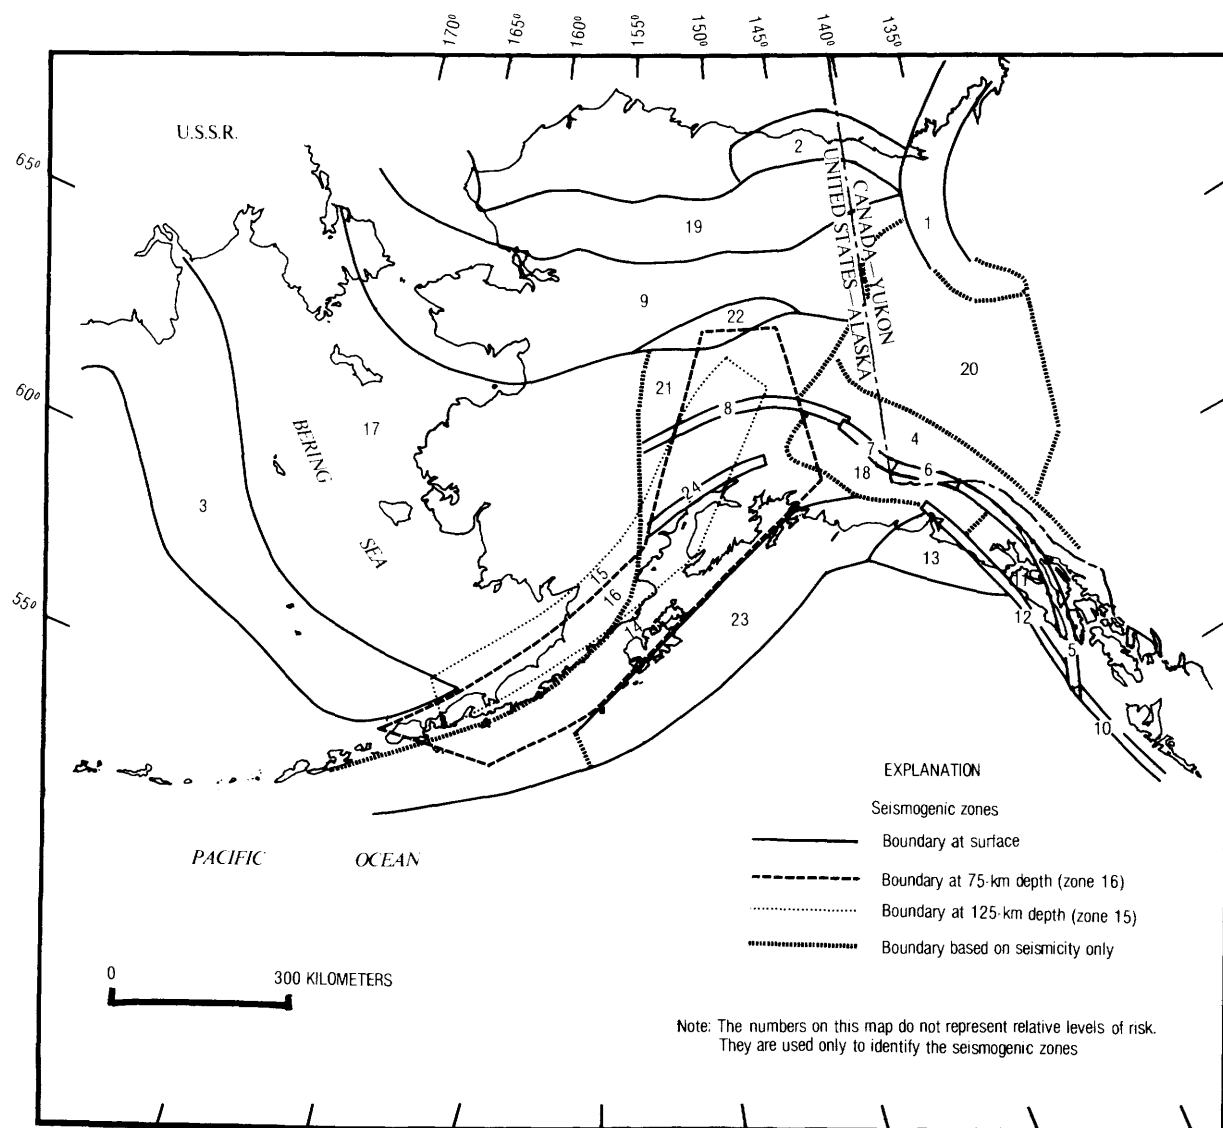 170° 165° 160° 155° 150° 145° 140° 135°
65°
60°
55°
U.S.S.R.
2
UNITED STATES—ALASKA
CANADA—YUKON
1
19
9
22
20
21
8
17
BERING
SEA
7
4
18
6
3
24
15
16
14
13
11
12
23
5
10
PACIFIC OCEAN
EXPLANATION
Seismogenic zones
Boundary at surface
Boundary at 75-km depth (zone 16)
Boundary at 125-km depth (zone 15)
Boundary based on seismicity only
0 300 KILOMETERS
Note: The numbers on this map do not represent relative levels of risk.
They are used only to identify the seismogenic zones